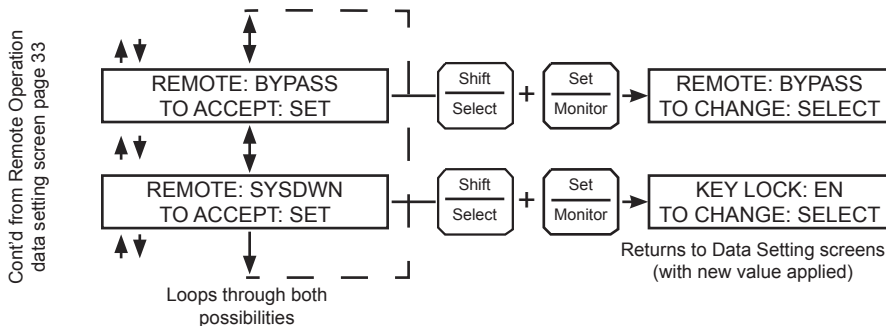 Cont'd from Remote Operation
data setting screen page 33
REMOTE: BYPASS
TO ACCEPT: SET
Shift
Select
+
Set
Monitor
REMOTE: BYPASS
TO CHANGE: SELECT
REMOTE: SYSDWN
TO ACCEPT: SET
Shift
Select
+
Set
Monitor
KEY LOCK: EN
TO CHANGE: SELECT
Returns to Data Setting screens
(with new value applied)
Loops through both
possibilities